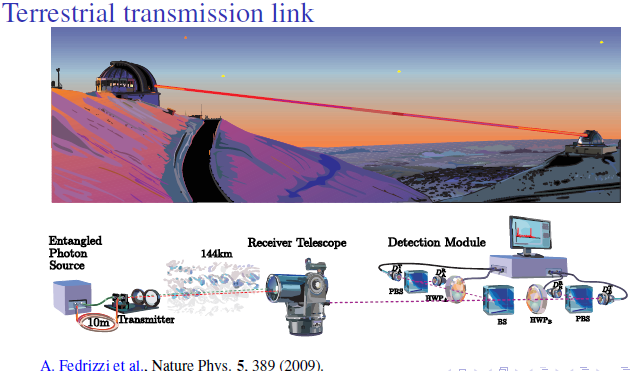 Terrestrial transmission link
Entangled
Photon
Source
10m
Transmitter
144km
Receiver Telescope
Detection Module
PBS
HWP
BS
HWPB
PBS
A. Fedrizzi et al., Nature Phys. 5, 389 (2009).